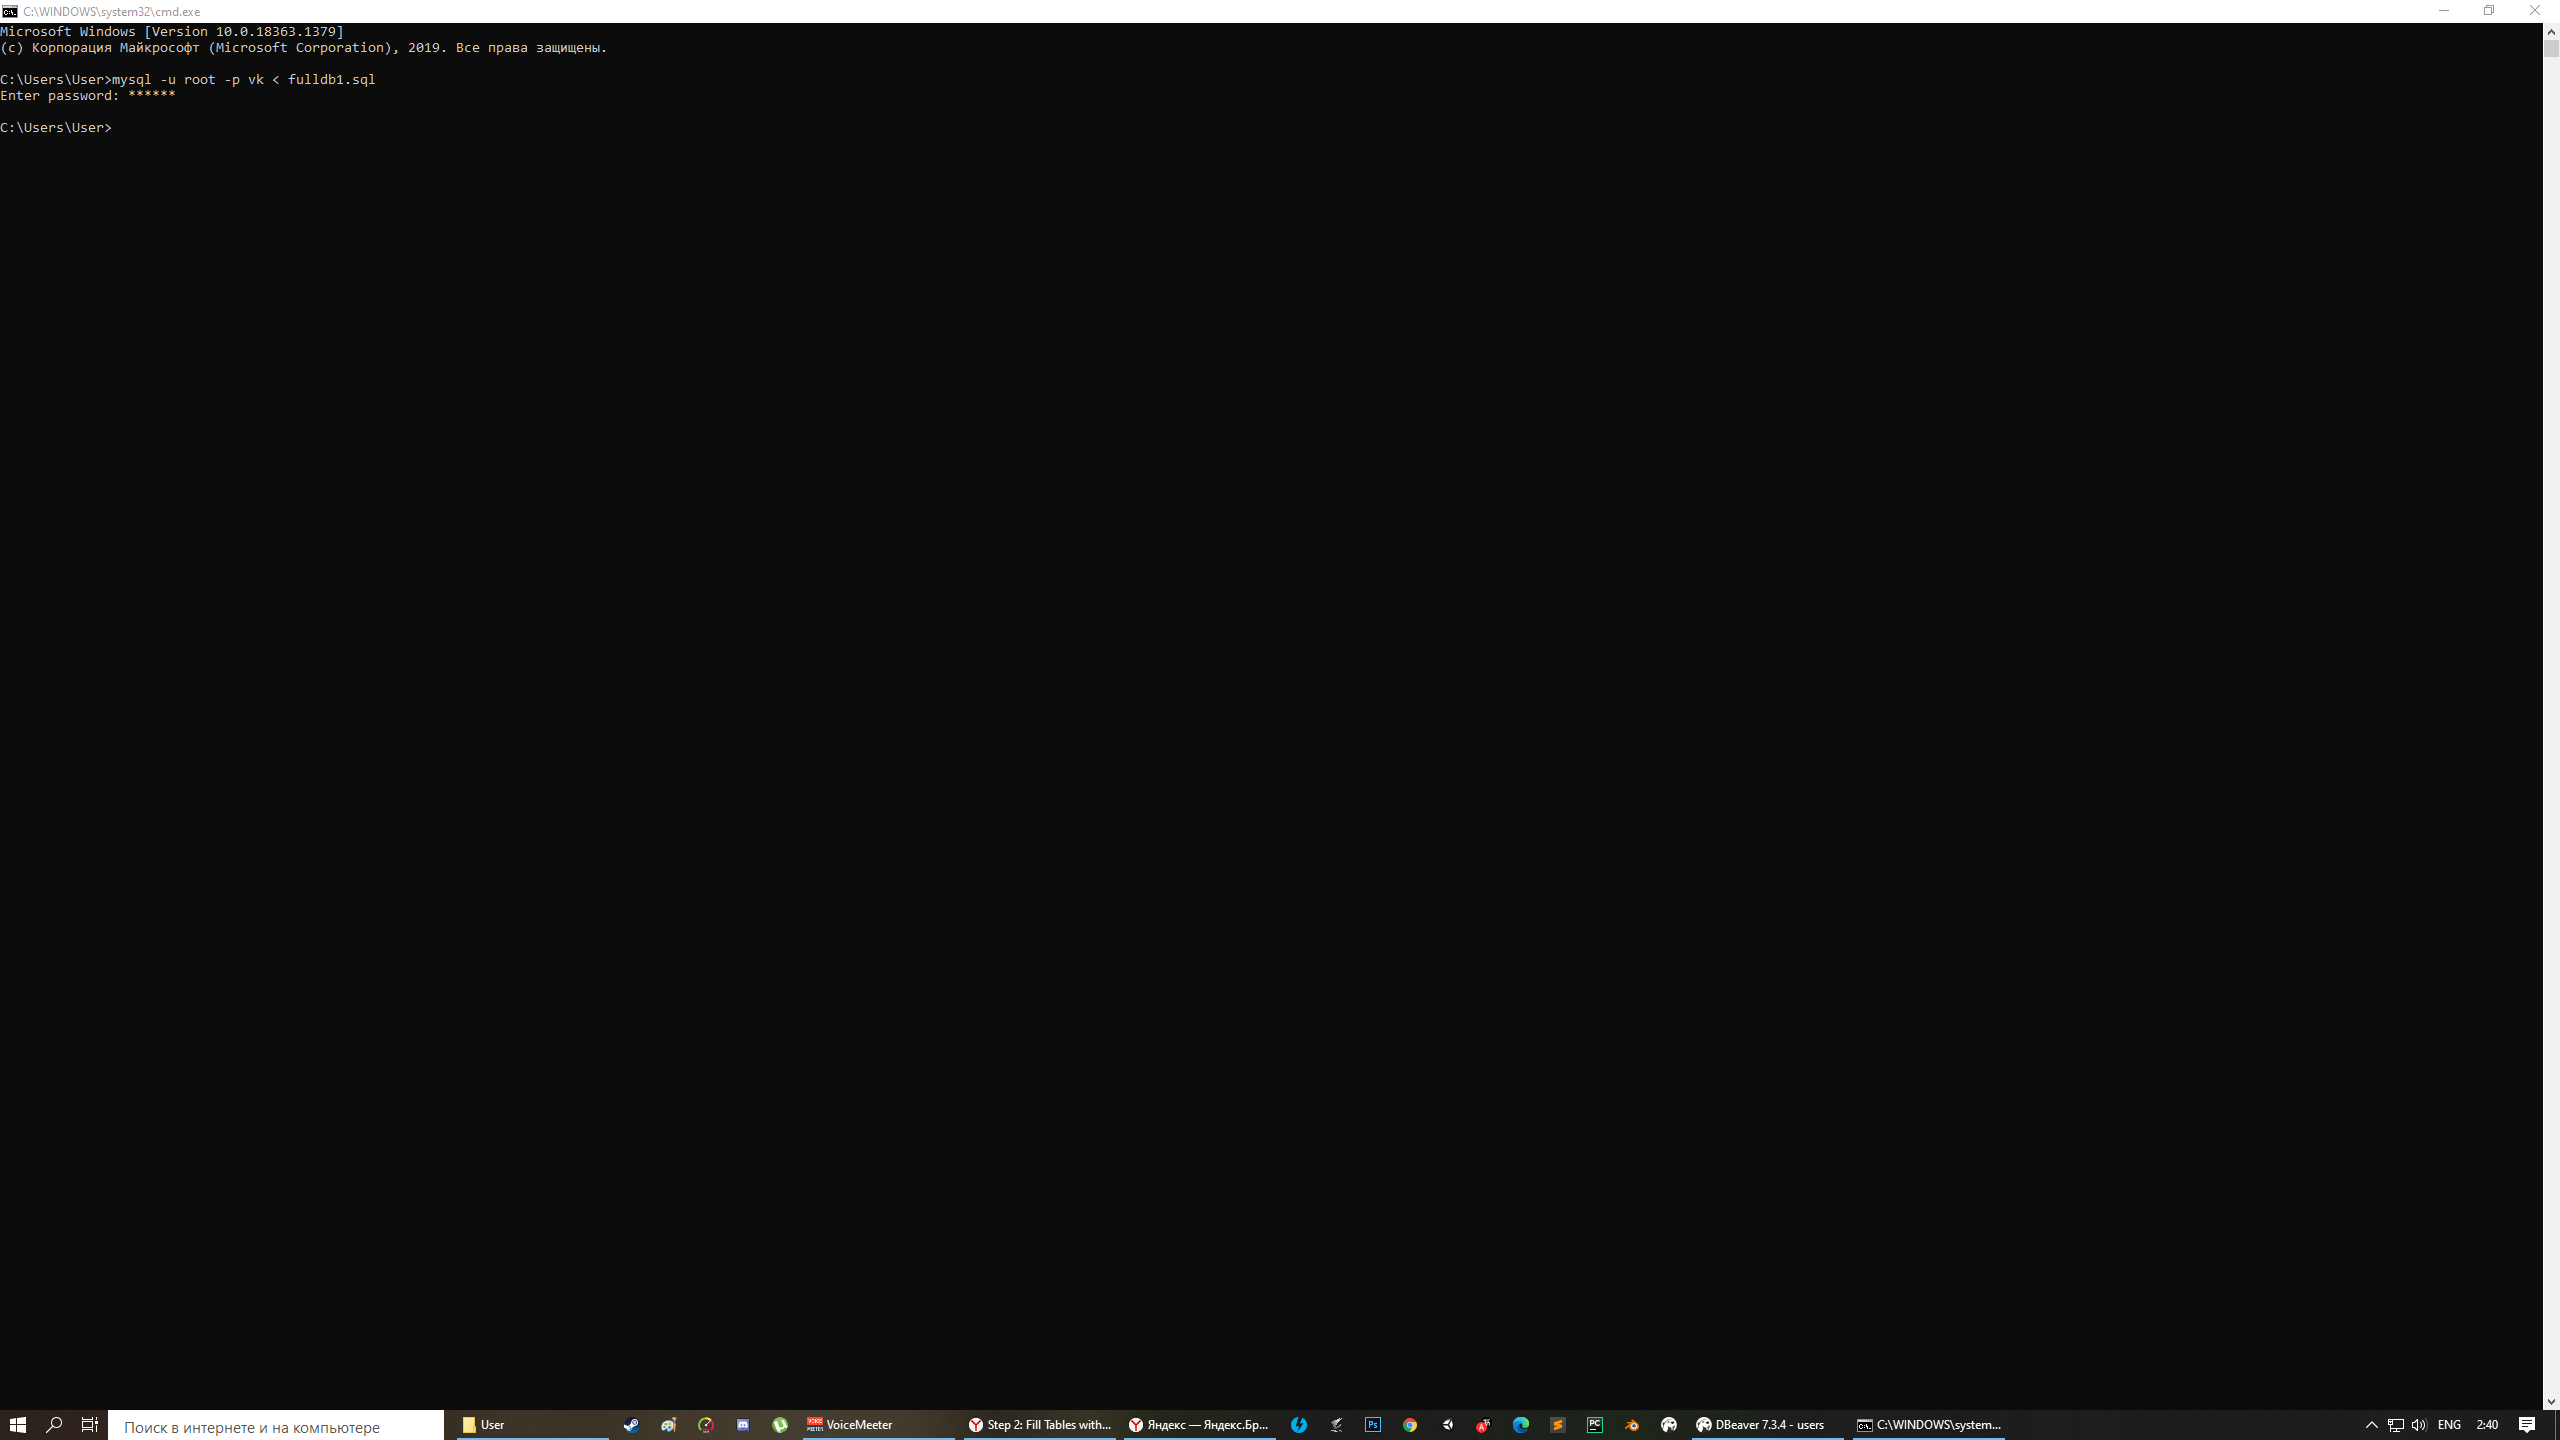 C:\WINDOWS\system32\cmd.exe
Microsoft Windows [Version 10.0.18363.1379]
(c) Корпорация Майкрософт (Microsoft Corporation), 2019. Все права защищены.
C:\Users\User>mysql -u root -p vk < fulldb1.sql
Enter password: ******
C:\Users\User>
Поиск в интернете и на компьютере
User
VoiceMeeter
Step 2: Fill Tables with...
Яндекс — Яндекс.Бр...
Ps
PC
DBeaver 7.3.4 - users
C:\WINDOWS\system...
ENG
2:40